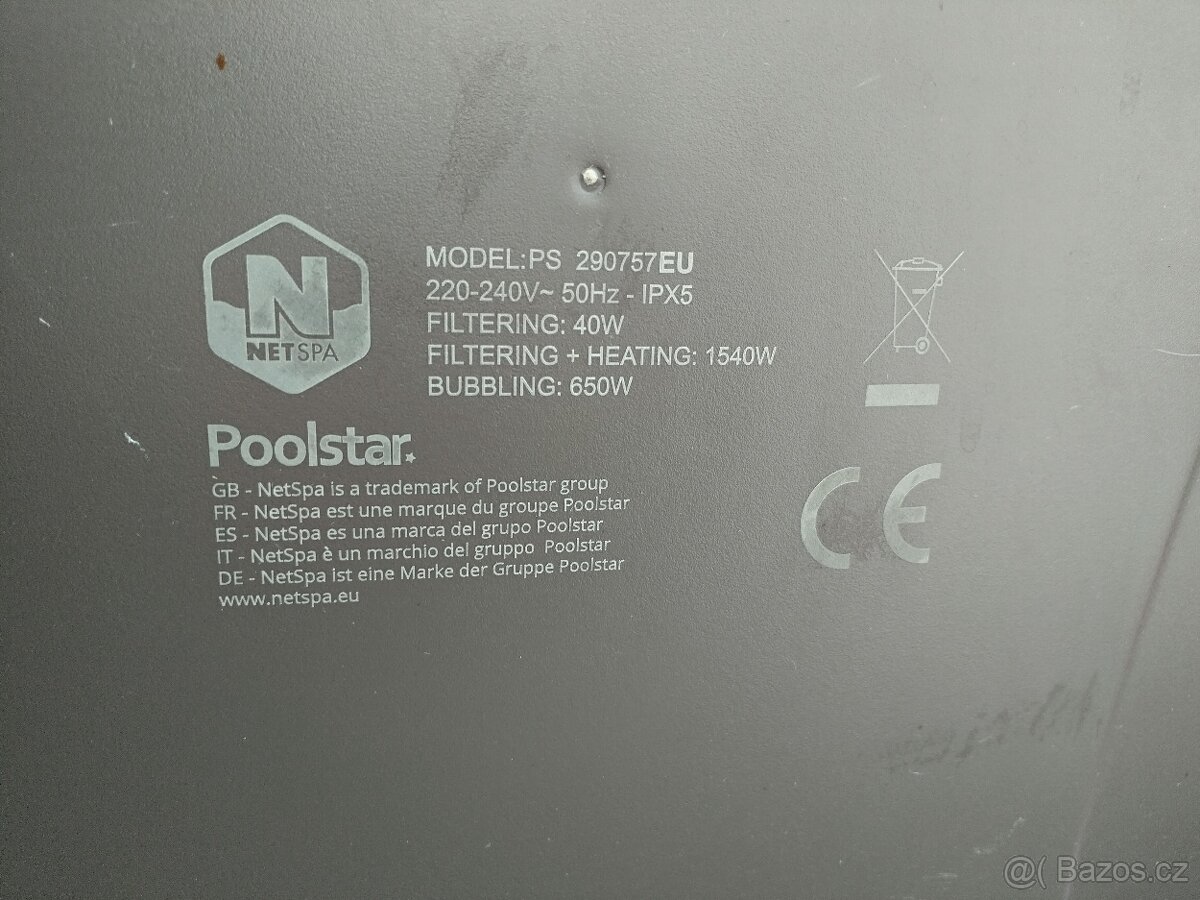 N
NETSPA
MODEL:PS 290757EU
220-240V~ 50Hz - IPX5
FILTERING: 40W
FILTERING + HEATING: 1540W
BUBBLING: 650W
Poolstar
GB - NetSpa is a trademark of Poolstar group
FR - NetSpa est une marque du groupe Poolstar
ES - NetSpa es una marca del grupo Poolstar
IT - NetSpa è un marchio del gruppo Poolstar
DE - NetSpa ist eine Marke der Gruppe Poolstar
www.netspa.eu
CE
@( Bazos.cz